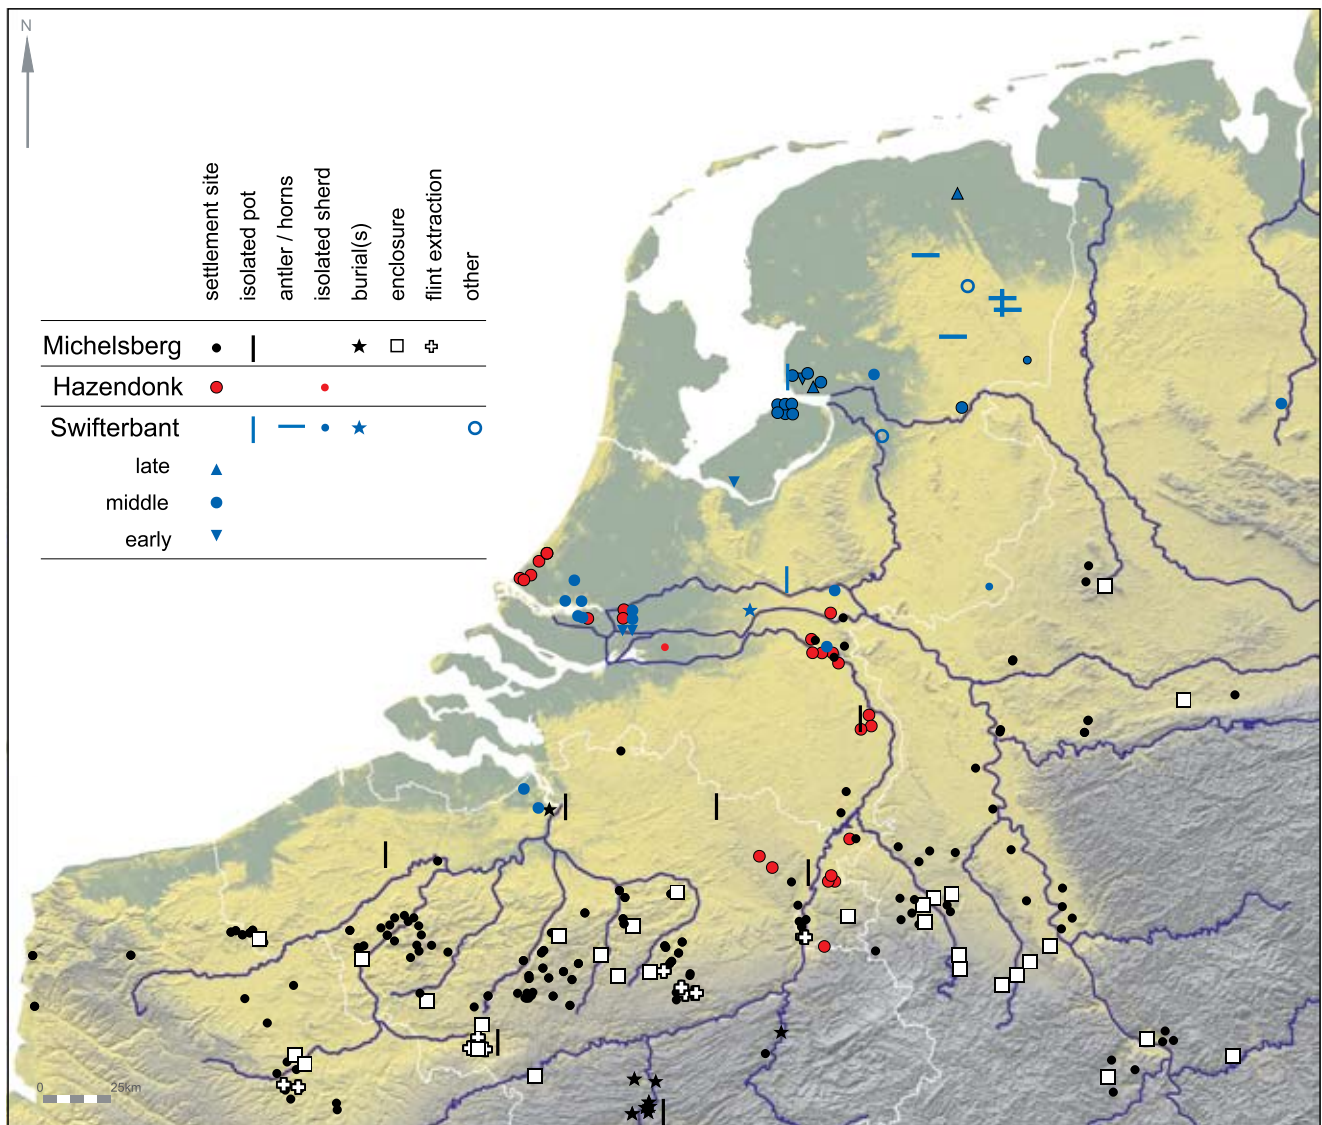 N
settlement site
isolated pot
antler / horns
isolated sherd
burial(s)
enclosure
flint extraction
other
Michelsberg
Hazendonk
Swifterbant
late
middle
early
0 25km